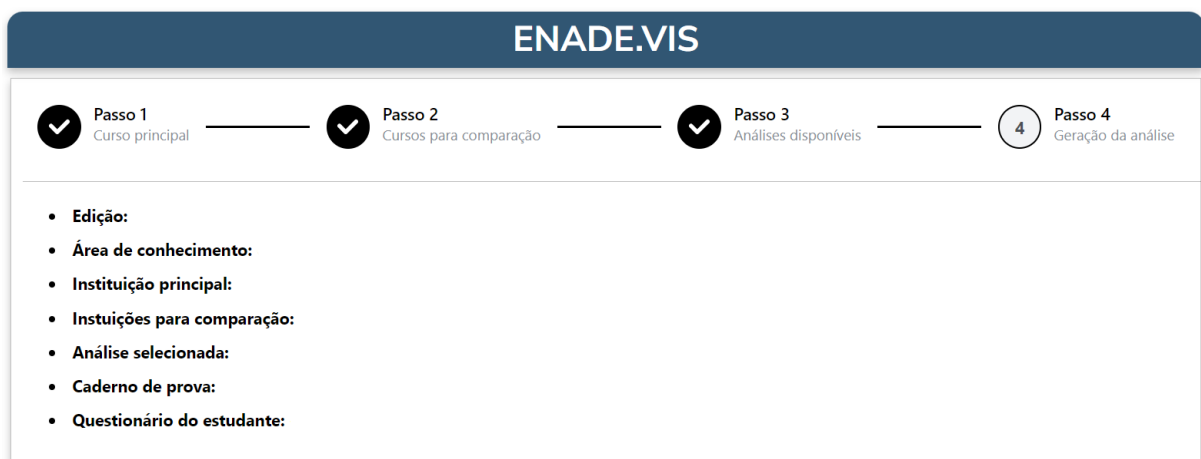 ENADE.VIS
Passo 1
Curso principal
Passo 2
Cursos para comparação
Passo 3
Análises disponíveis
4
Passo 4
Geração da análise
• Edição:
• Área de conhecimento:
• Instituição principal:
• Instuições para comparação:
• Análise selecionada:
• Caderno de prova:
• Questionário do estudante: